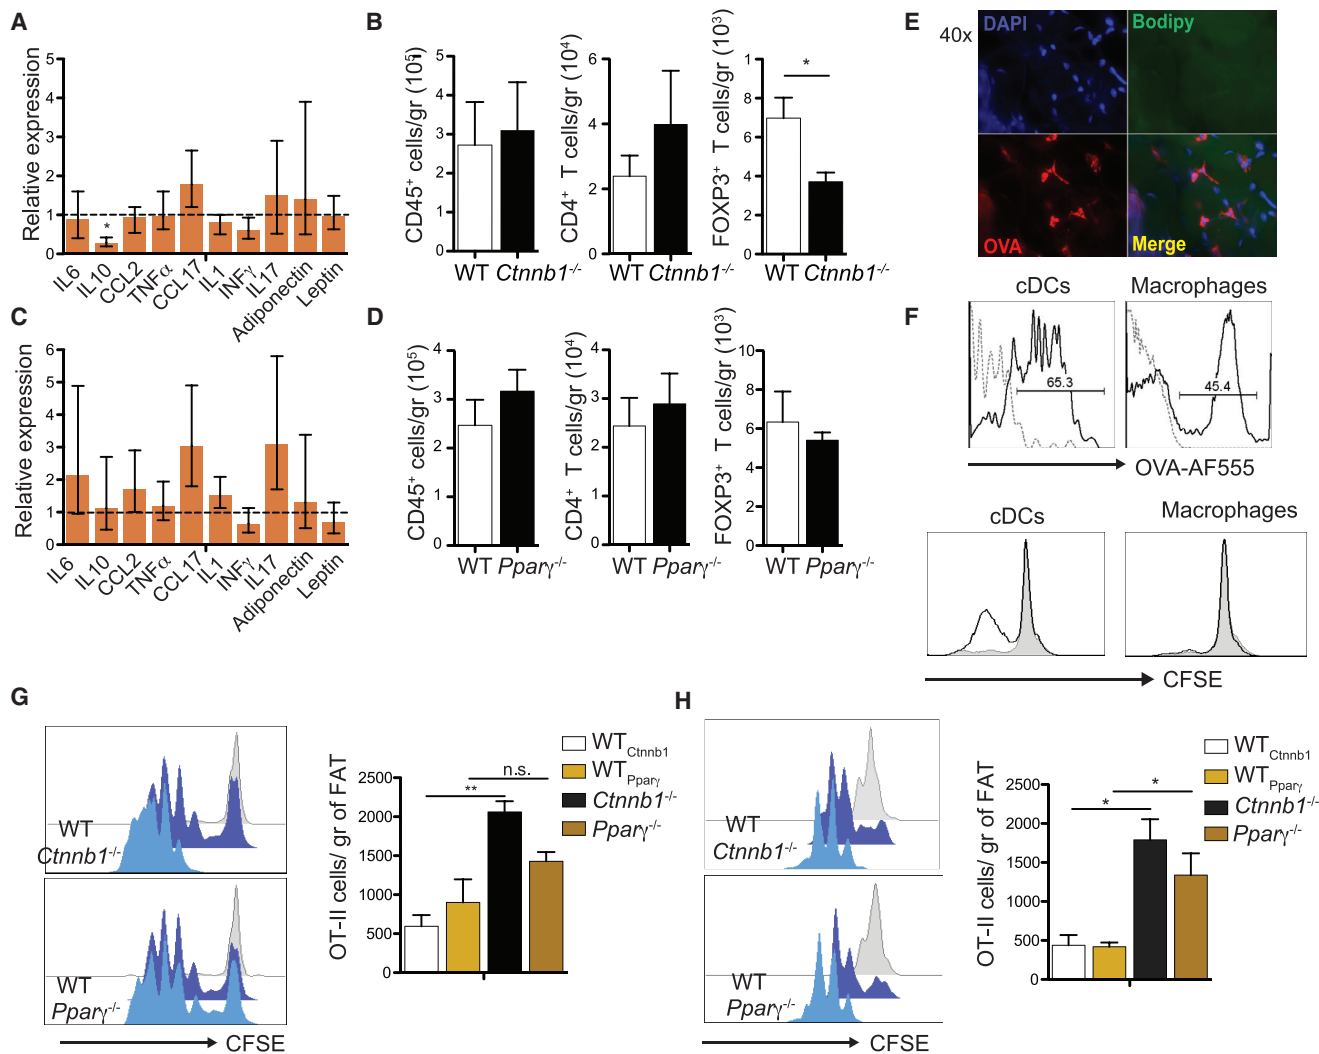 A
Relative expression
5
4
3
2
1
0
*
IL6
IL10
CCL2
TNFα
CCL17
IL1
INFγ
IL17
Adiponectin
Leptin
B
CD45+ cells/gr (105)
5
4
3
2
1
0
WT Ctnnb1-/-
CD4+ T cells/gr (104)
6
4
2
0
WT Ctnnb1-/-
FOXP3+ T cells/gr (103)
1
8
6
4
2
0
*
WT Ctnnb1-/-
C
Relative expression
6
5
4
3
2
1
0
IL6
IL10
CCL2
TNFα
CCL17
IL1
INFγ
IL17
Adiponectin
Leptin
D
CD45+ cells/gr (105)
4
3
2
1
0
WT Pparγ-/-
CD4+ T cells/gr (104)
4
3
2
1
0
WT Pparγ-/-
FOXP3+ T cells/gr (103)
10
8
6
4
2
0
WT Pparγ-/-
E
40x
DAPI
Bodipy
OVA
Merge
F
cDCs
Macrophages
65.3
45.4
OVA-AF555
cDCs
Macrophages
CFSE
G
WT
Ctnnb1-/-
WT
Pparγ-/-
CFSE
OT-II cells/ gr of FAT
2500
2000
1500
1000
500
0
**
n.s.
WT Ctnnb1
WT Pparγ
Ctnnb1-/-
Pparγ-/-
H
WT
Ctnnb1-/-
WT
Pparγ-/-
CFSE
OT-II cells/ gr of FAT
2500
2000
1500
1000
500
0
*
*
WT Ctnnb1
WT Pparγ
Ctnnb1-/-
Pparγ-/-